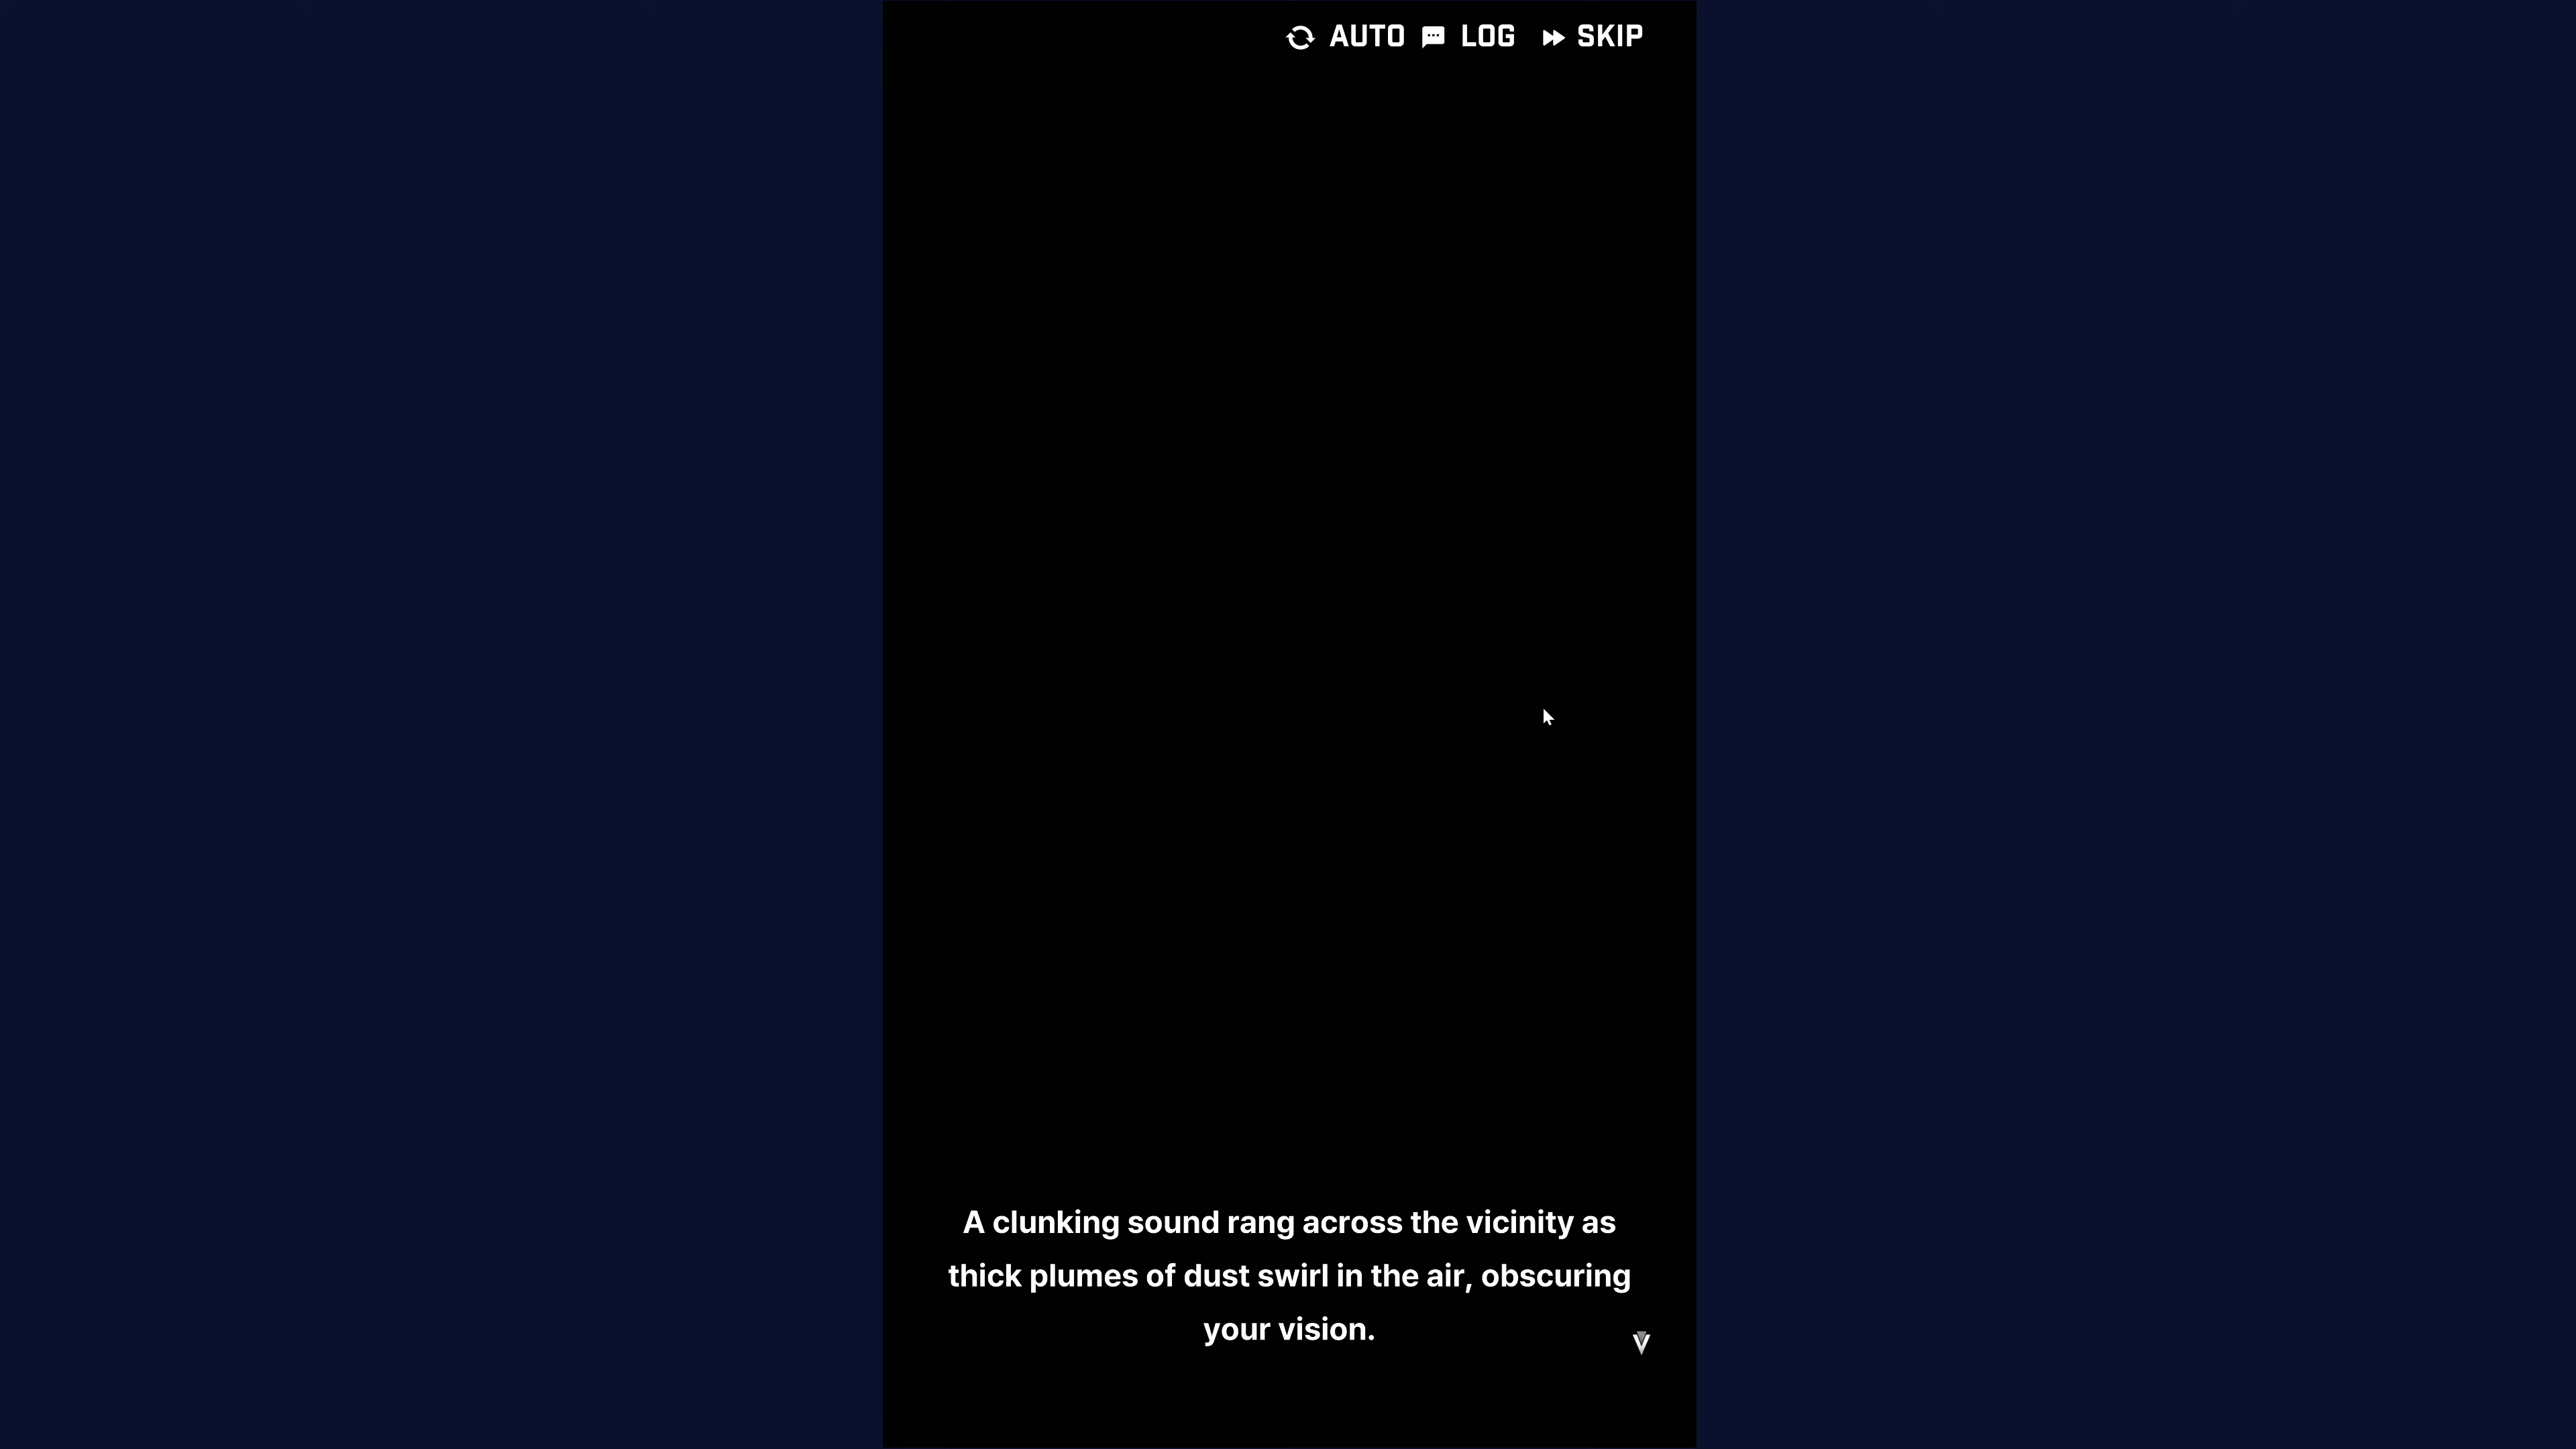 AUTO LOG SKIP
A clunking sound rang across the vicinity as
thick plumes of dust swirl in the air, obscuring
your vision.